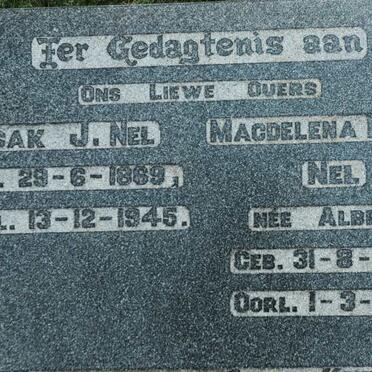 Ter Gedagtenis aan
Ons Liewe Ouers
SAK J. NEL
. 29-6-1869,
L. 13-12-1945.
MAGDELENA
NEL
NÉE ALBE
GEB. 31-8-
OORL. 1-3-